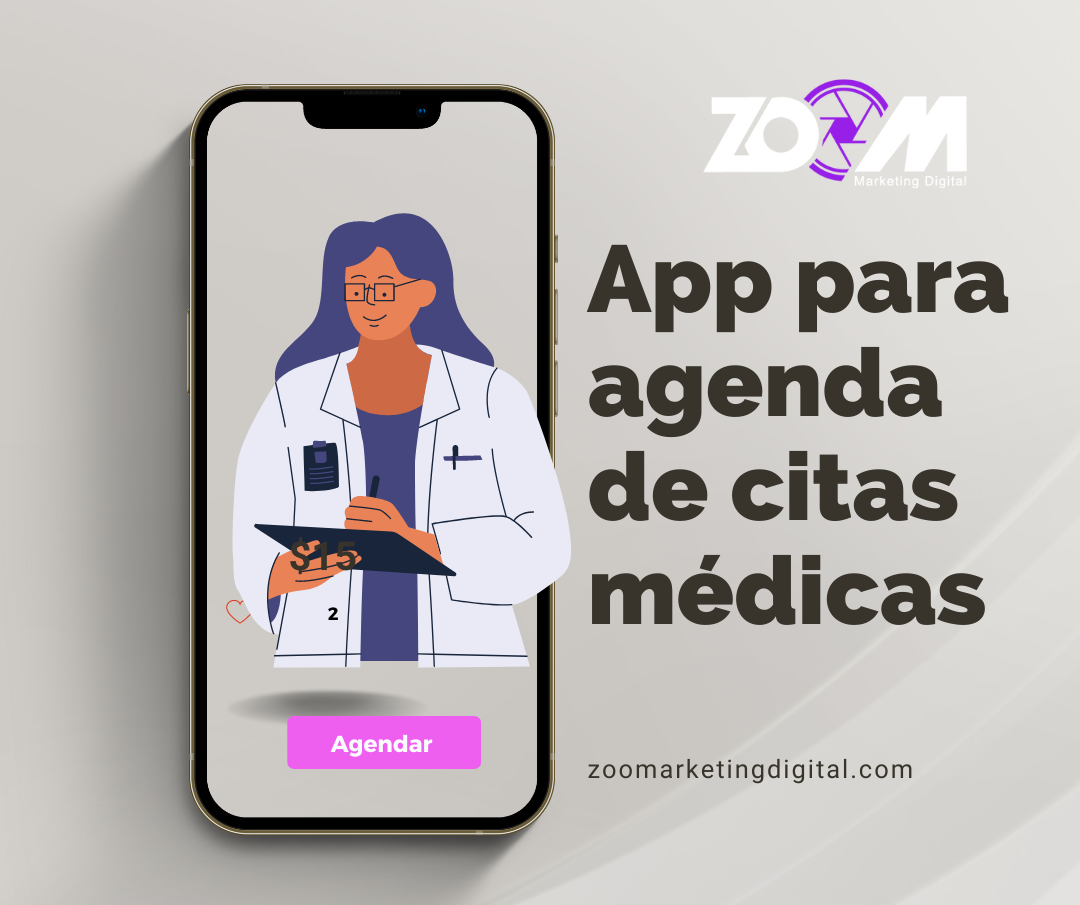 ZOOM
Marketing Digital
App para
agenda
de citas
médicas
$15
2
Agendar
zoomarketingdigital.com